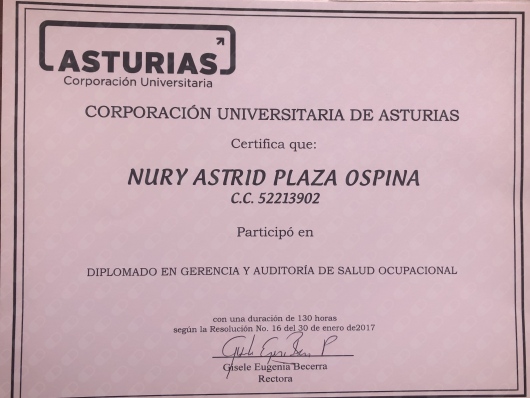 ASTURIAS
Corporación Universitaria
CORPORACIÓN UNIVERSITARIA DE ASTURIAS
Certifica que:
NURY ASTRID PLAZA OSPINA
C.C. 52213902
Participó en
DIPLOMADO EN GERENCIA Y AUDITORÍA DE SALUD OCUPACIONAL
con una duración de 130 horas
según la Resolución No. 16 del 30 de enero de2017
Gisele Eugenia Becerra
Rectora